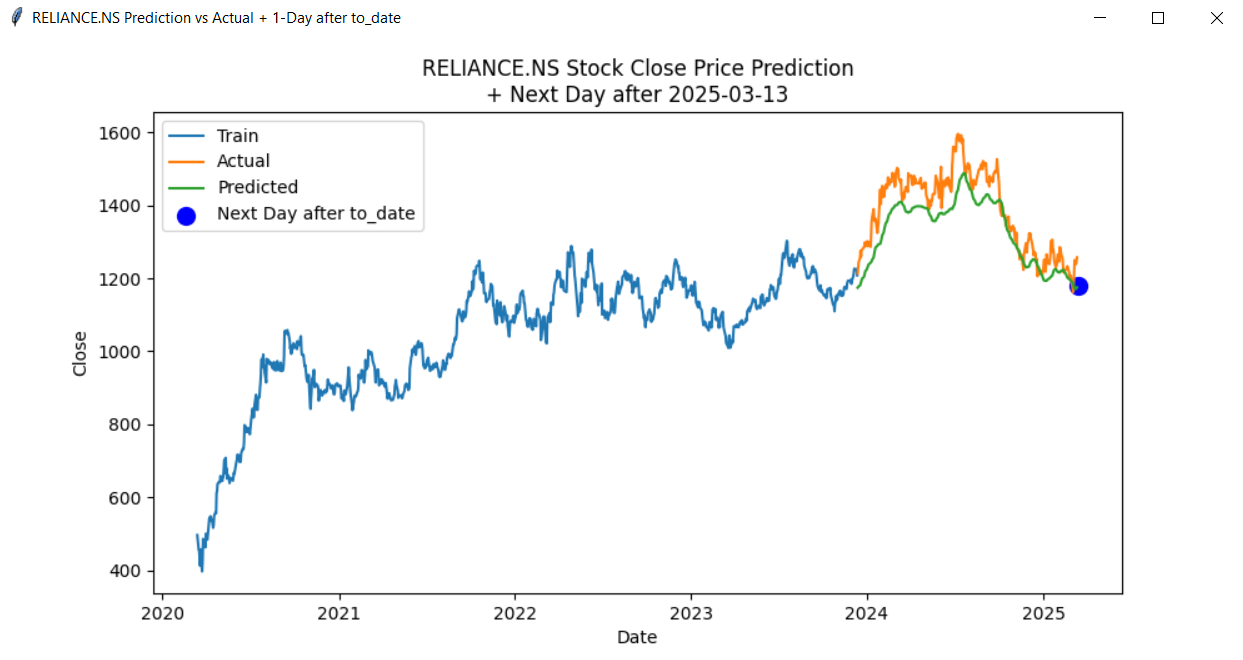 RELIANCE.NS Prediction vs Actual + 1-Day after to_date
RELIANCE.NS Stock Close Price Prediction
+ Next Day after 2025-03-13
Train
Actual
Predicted
Next Day after to_date
Close
1600
1400
1200
1000
800
600
400
2020
2021
2022
2023
2024
2025
Date